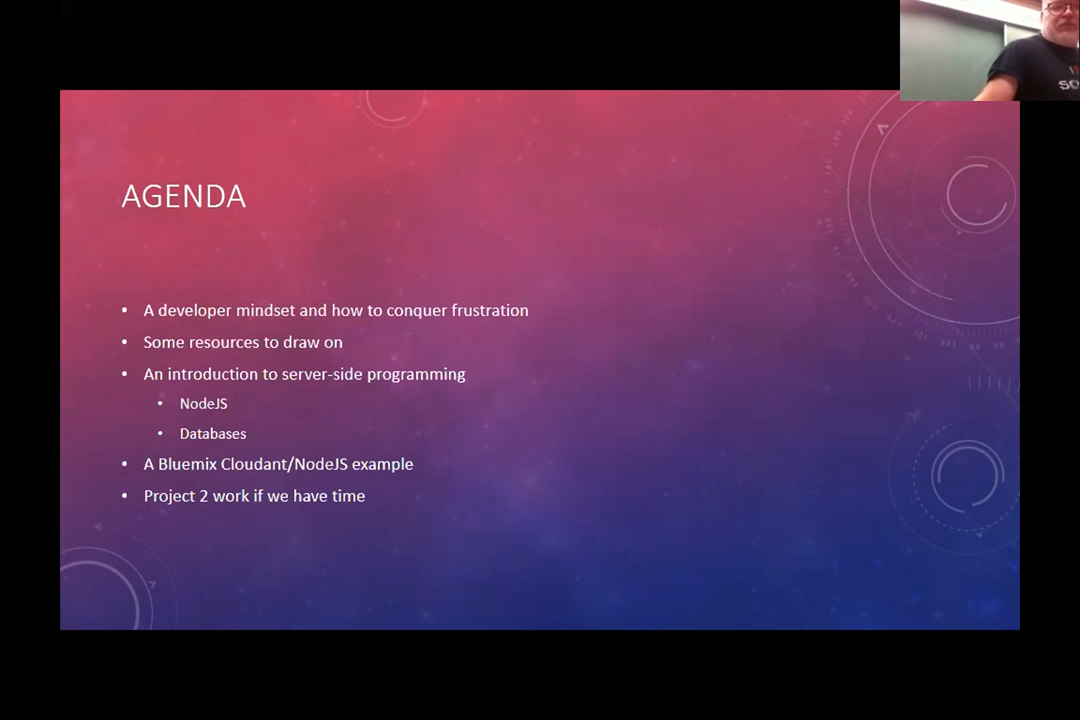 AGENDA
• A developer mindset and how to conquer frustration
• Some resources to draw on
• An introduction to server-side programming
• NodeJS
• Databases
• A Bluemix Cloudant/NodeJS example
• Project 2 work if we have time